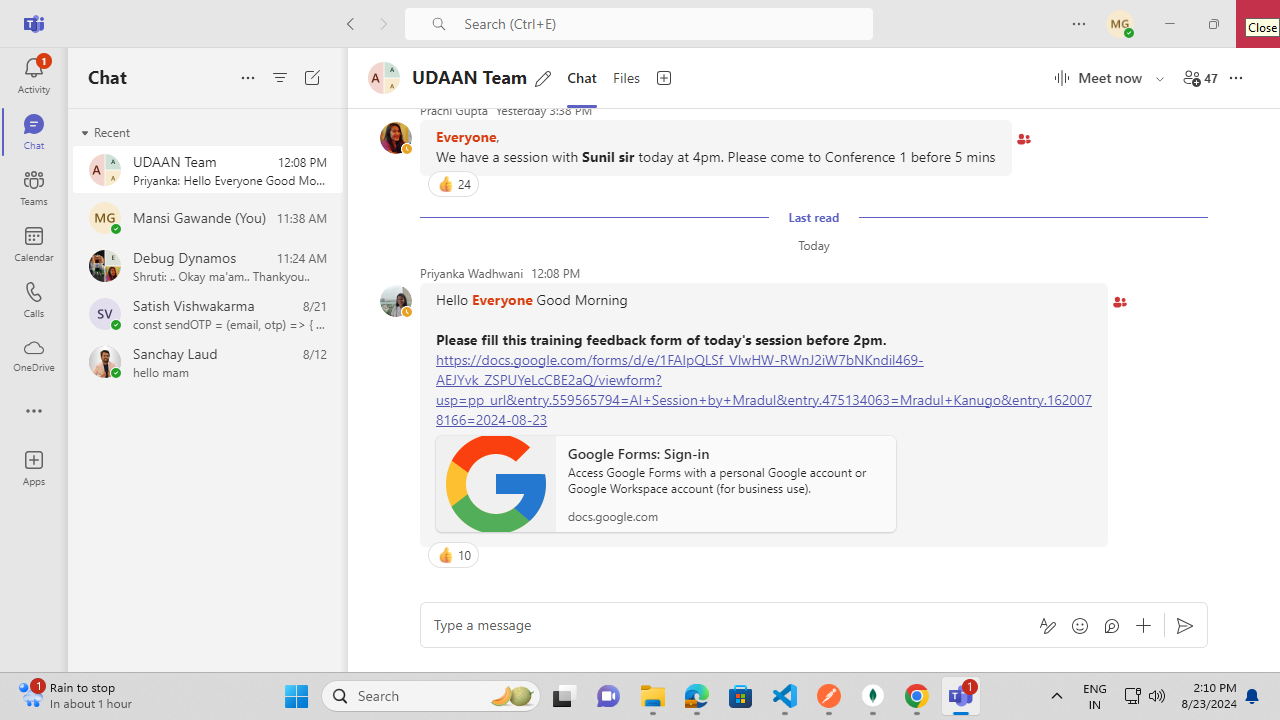 Search (Ctrl+E)
MG
Close
1
Activity
Chat
Teams
Calendar
Calls
OneDrive
Apps
Chat
Recent
A A A
UDAAN Team 12:08 PM
Priyanka: Hello Everyone Good Mo...
MG
Mansi Gawande (You) 11:38 AM
Debug Dynamos 11:24 AM
Shruti: .. Okay ma'am.. Thankyou..
SV
Satish Vishwakarma 8/21
const sendOTP = (email, otp) => { ...
Sanchay Laud 8/12
hello mam
A A A
UDAAN Team Chat Files Meet now 47
Prachi Gupta Yesterday 3:38 PM
Everyone,
We have a session with Sunil sir today at 4pm. Please come to Conference 1 before 5 mins
👍 24
Last read
Today
Priyanka Wadhwani 12:08 PM
Hello Everyone Good Morning
Please fill this training feedback form of today's session before 2pm.
https://docs.google.com/forms/d/e/1FAIpQLSf_VIwHW-RWnJ2iW7bNKndil469-
AEJYvk_ZSPUYeLcCBE2aQ/viewform?
usp=pp_url&entry.559565794=AI+Session+by+Mradul&entry.475134063=Mradul+Kanugo&entry.162007
8166=2024-08-23
Google Forms: Sign-in
Access Google Forms with a personal Google account or
Google Workspace account (for business use).
docs.google.com
👍 10
Type a message
1
Rain to stop
In about 1 hour
Search
1
ENG
IN
2:10 PM
8/23/2024